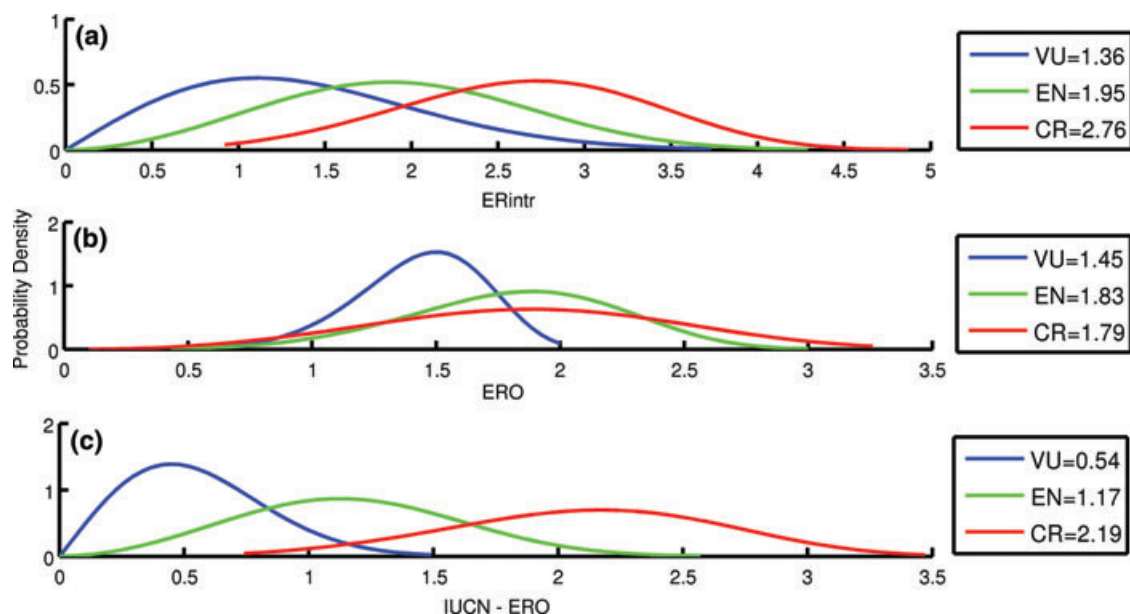 Probability Density
(a)
1
0.5
0
0 0.5 1 1.5 2 2.5 3 3.5 4 4.5 5
ERintr
VU=1.36
EN=1.95
CR=2.76
(b)
2
1
0
0 0.5 1 1.5 2 2.5 3 3.5
ERO
VU=1.45
EN=1.83
CR=1.79
(c)
2
1
0
0 0.5 1 1.5 2 2.5 3 3.5
IUCN - ERO
VU=0.54
EN=1.17
CR=2.19